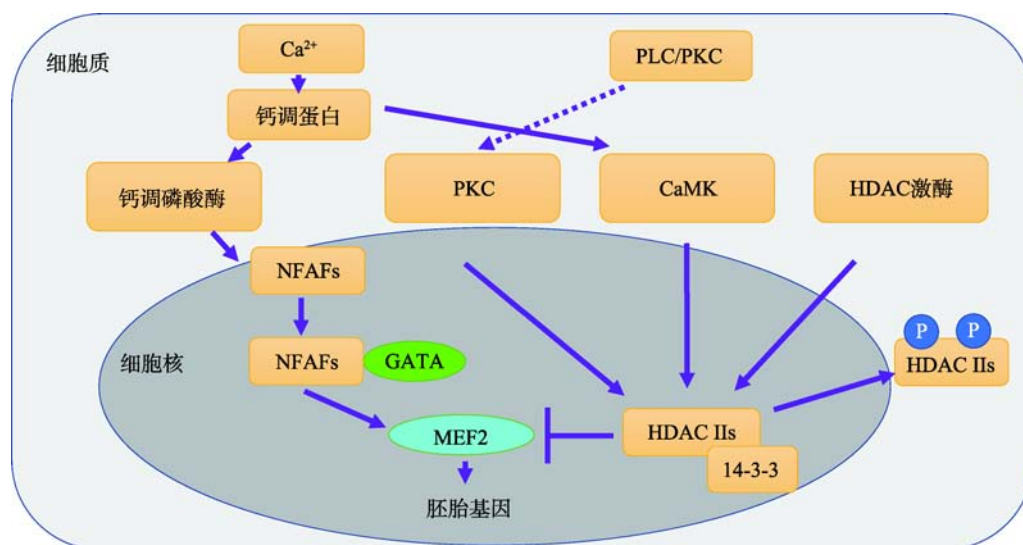 细胞质
Ca²⁺
PLC/PKC
钙调蛋白
钙调磷酸酶
PKC
CaMK
HDAC激酶
NFAFs
细胞核
NFAFs
GATA
P
P
HDAC IIs
MEF2
HDAC IIs
14-3-3
胚胎基因